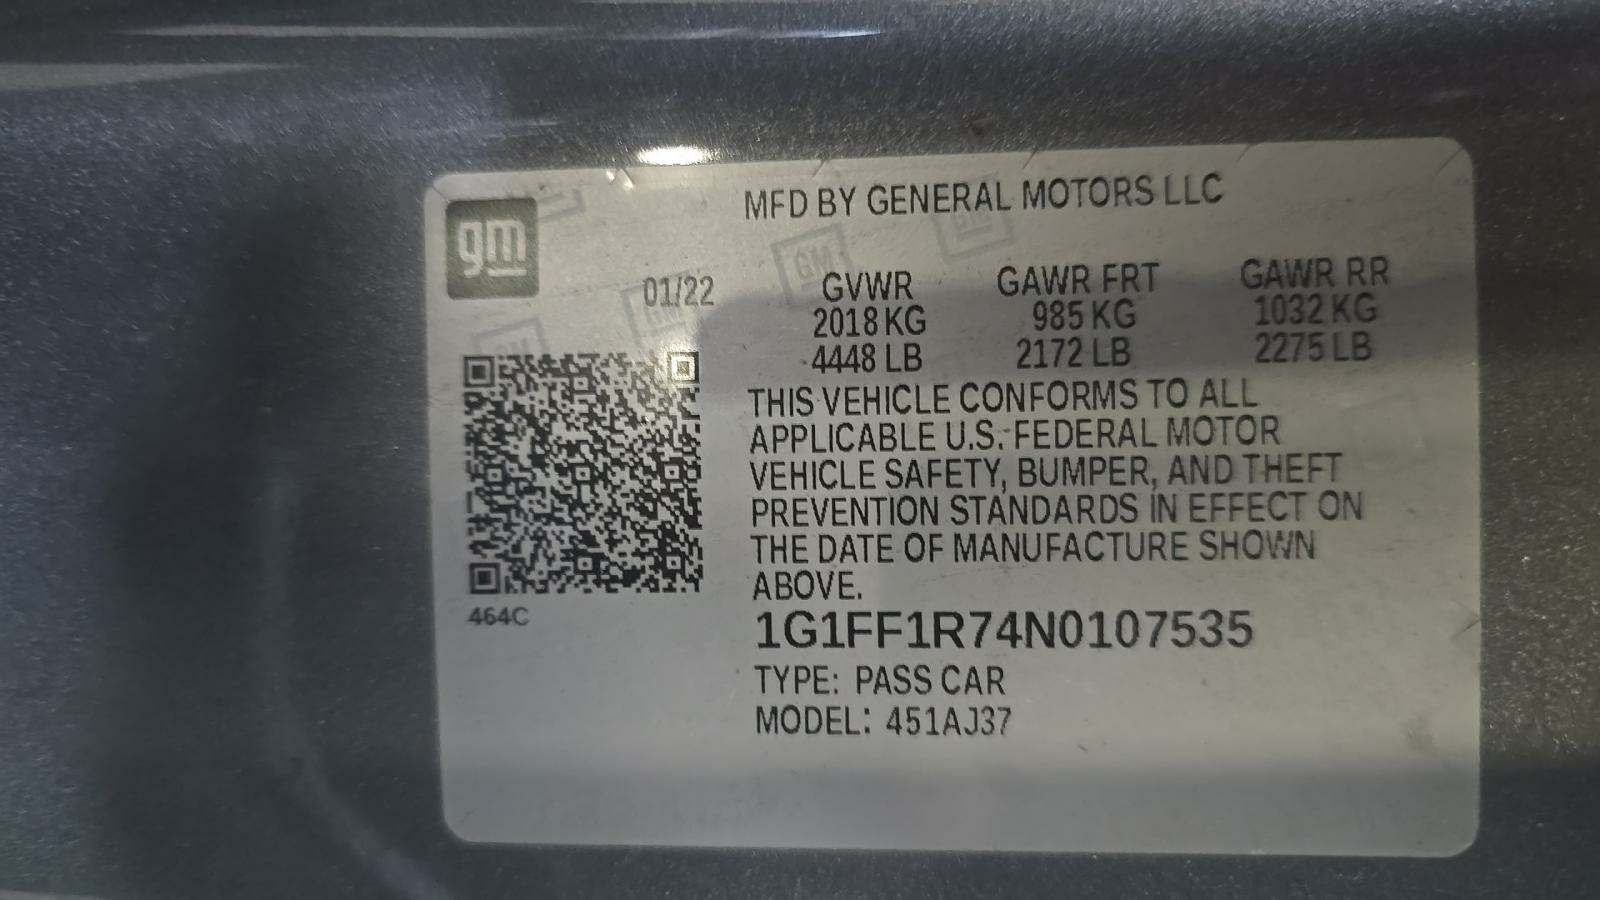 gm
MFD BY GENERAL MOTORS LLC
01/22
GVWR GAWR FRT GAWR RR
2018 KG 985 KG 1032 KG
4448 LB 2172 LB 2275 LB
THIS VEHICLE CONFORMS TO ALL
APPLICABLE U.S. FEDERAL MOTOR
VEHICLE SAFETY, BUMPER, AND THEFT
PREVENTION STANDARDS IN EFFECT ON
THE DATE OF MANUFACTURE SHOWN
ABOVE.
464C
1G1FF1R74N0107535
TYPE: PASS CAR
MODEL: 451AJ37